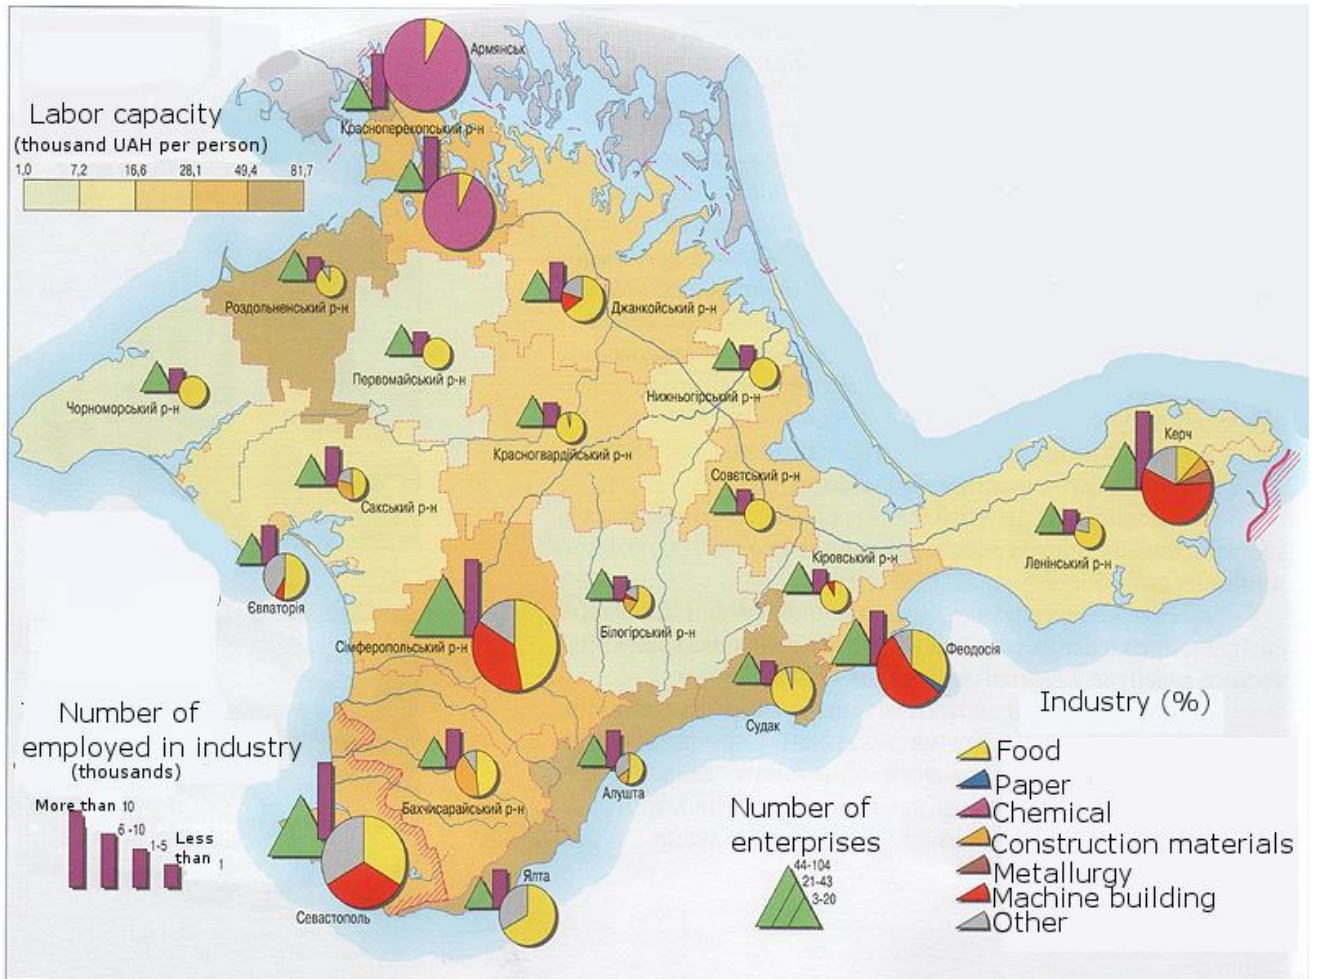 Армянськ
Labor capacity
(thousand UAH per person)
1,0 7,2 16,6 28,1 49,4 81,7
Красноперекопський р-н
Роздольненський р-н
Джанкойський р-н
Первомайський р-н
Чорноморський р-н
Нижньогірський р-н
Керч
Красногвардійський р-н
Совєтський р-н
Сакський р-н
Кіровський р-н
Ленінський р-н
Євпаторія
Білогірський р-н
Сімферопольський р-н
Феодосія
Судак
Industry (%)
Food
Paper
Chemical
Construction materials
Metallurgy
Machine building
Other
Number of
employed in industry
(thousands)
More than 10
6 -10
1-5
Less
than 1
Алушта
Бахчисарайський р-н
Number of
enterprises
44-104
21-43
3-20
Ялта
Севастополь